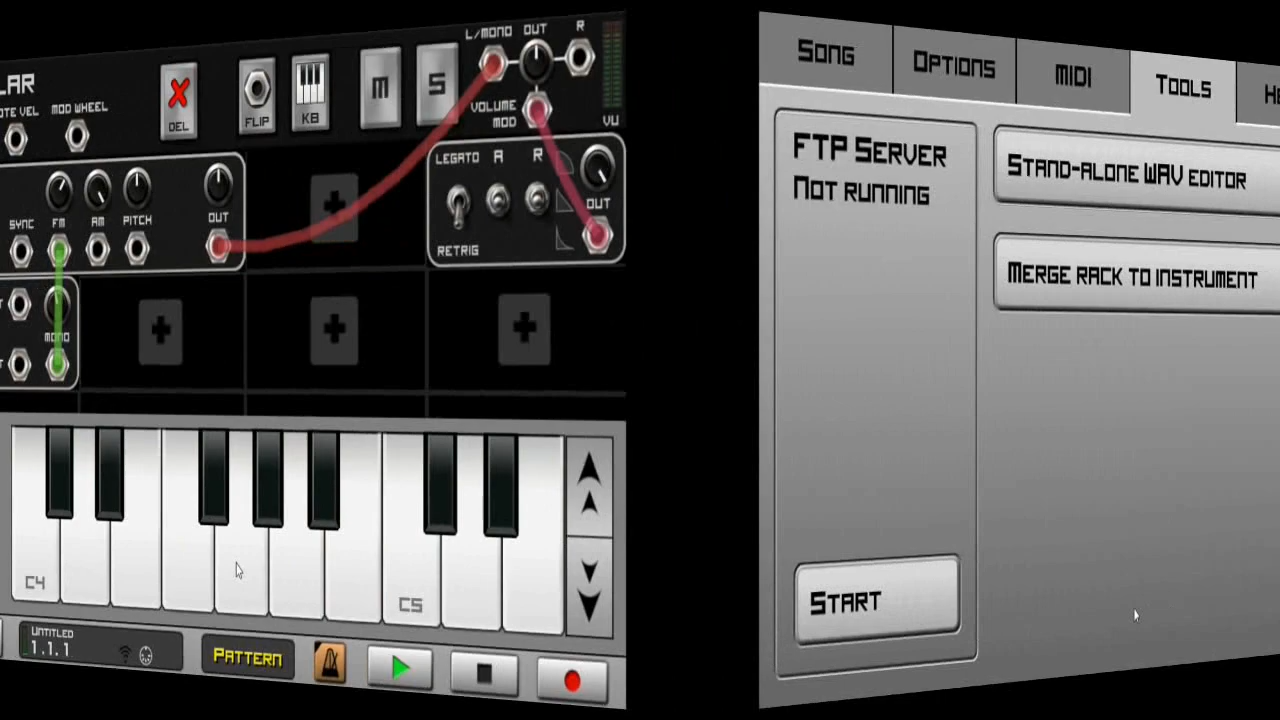 LAR
OTE VEL
MOD WHEEL
DEL
FLIP
KB
M
S
L/MONO
OUT
R
VOLUME
MOD
VU
SYNC
FM
AM
PITCH
OUT
LEGATO
A
R
OUT
RETRIG
T
MONO
T
C4
C5
UNTITLED
1.1.1
PATTERN
SONG
OPTIONS
MIDI
TOOLS
HE
FTP SERVER
NOT RUNNING
STAND-ALONE WAV EDITOR
MERGE RACK TO INSTRUMENT
START